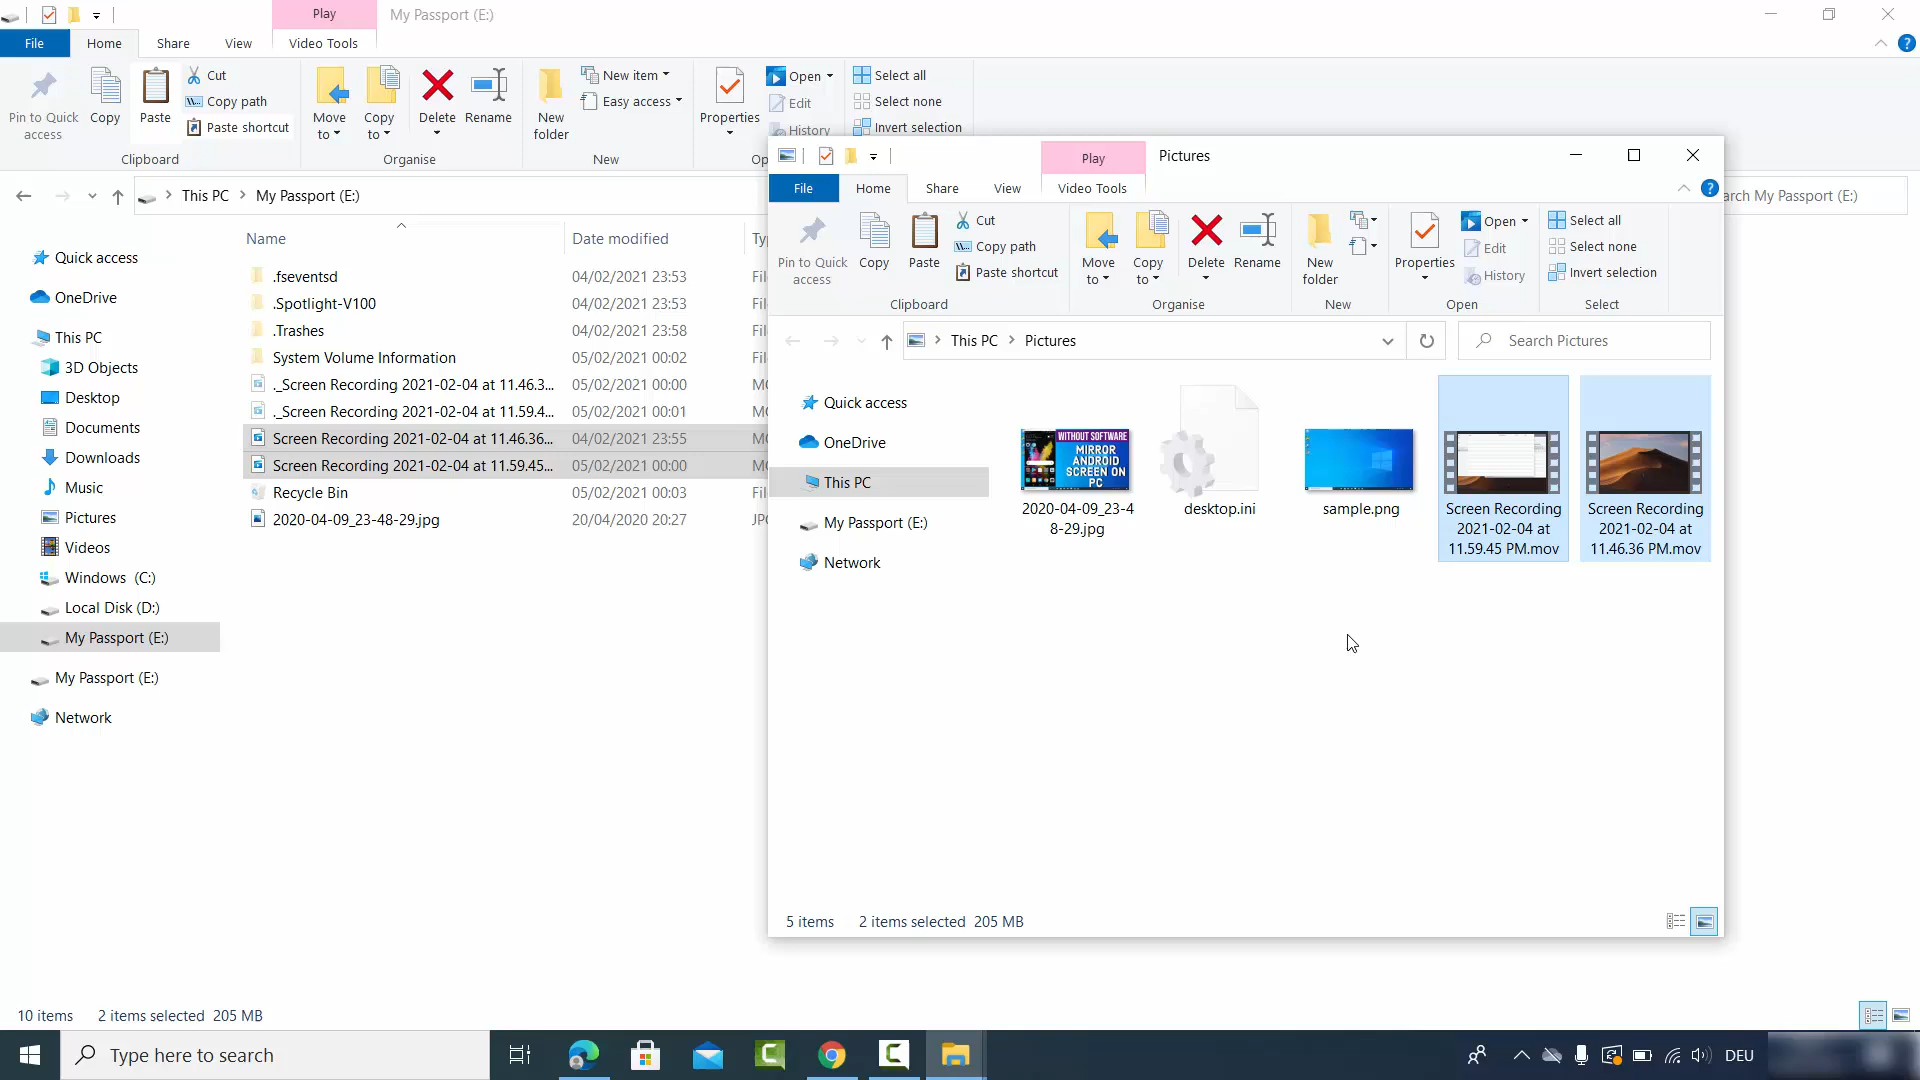 Play
My Passport (E:)
File
Home
Share
View
Video Tools
Pin to Quick access
Copy
Paste
Cut
Copy path
Paste shortcut
Move to
Copy to
Delete
Rename
New folder
New item
Easy access
Properties
Open
Edit
History
Select all
Select none
Invert selection
Clipboard
Organise
New
Op
This PC
My Passport (E:)
arch My Passport (E:)
Name
Date modified
Ty
Quick access
OneDrive
This PC
3D Objects
Desktop
Documents
Downloads
Music
Pictures
Videos
Windows (C:)
Local Disk (D:)
My Passport (E:)
My Passport (E:)
Network
.fseventsd 04/02/2021 23:53 Fil
.Spotlight-V100 04/02/2021 23:53 Fil
.Trashes 04/02/2021 23:58 Fil
System Volume Information 05/02/2021 00:02 Fil
._Screen Recording 2021-02-04 at 11.46.3... 05/02/2021 00:00 MO
._Screen Recording 2021-02-04 at 11.59.4... 05/02/2021 00:01 MO
Screen Recording 2021-02-04 at 11.46.36... 04/02/2021 23:55 MO
Screen Recording 2021-02-04 at 11.59.45... 05/02/2021 00:00 MO
Recycle Bin 05/02/2021 00:03 Fil
2020-04-09_23-48-29.jpg 20/04/2020 20:27 JPG
Play
Pictures
File
Home
Share
View
Video Tools
Pin to Quick access
Copy
Paste
Cut
Copy path
Paste shortcut
Move to
Copy to
Delete
Rename
New folder
Properties
Open
Edit
History
Select all
Select none
Invert selection
Clipboard
Organise
New
Open
Select
This PC
Pictures
Search Pictures
Quick access
OneDrive
This PC
My Passport (E:)
Network
WITHOUT SOFTWARE
MIRROR
ANDROID
SCREEN ON
PC
2020-04-09_23-4
8-29.jpg
desktop.ini
sample.png
Screen Recording
2021-02-04 at
11.59.45 PM.mov
Screen Recording
2021-02-04 at
11.46.36 PM.mov
5 items
2 items selected 205 MB
10 items
2 items selected 205 MB
Type here to search
DEU